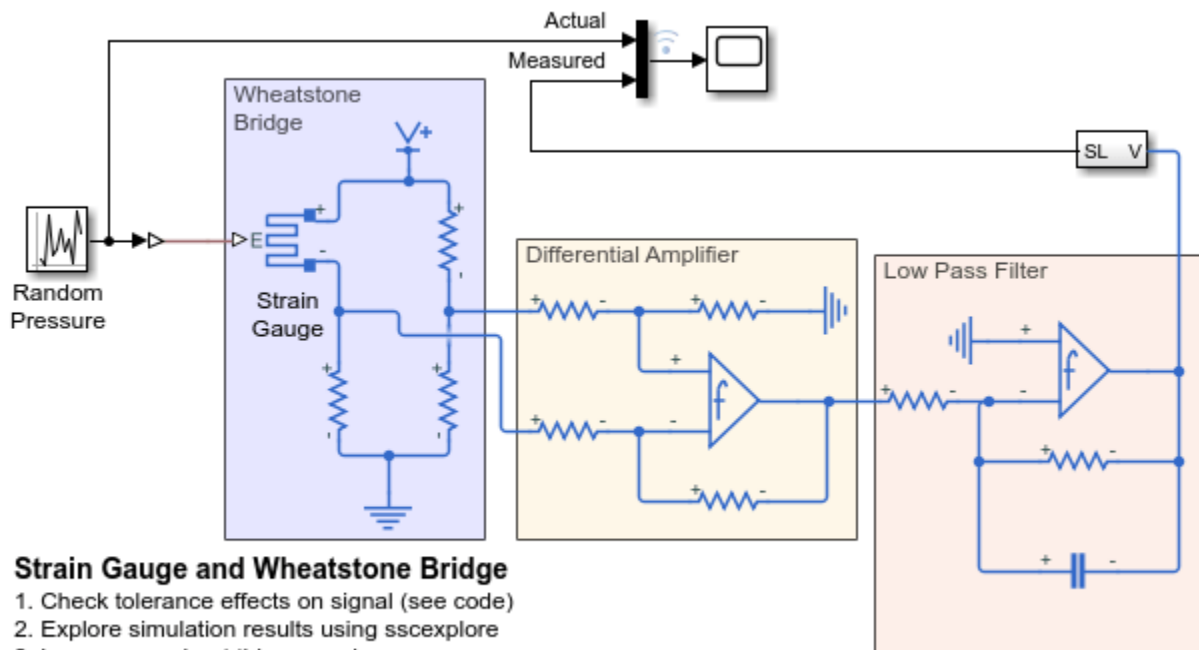 Actual
Measured
Wheatstone
Bridge
V+
SL V
E
Random
Pressure
Strain
Gauge
Differential Amplifier
Low Pass Filter
Strain Gauge and Wheatstone Bridge
1. Check tolerance effects on signal (see code)
2. Explore simulation results using sscexplore